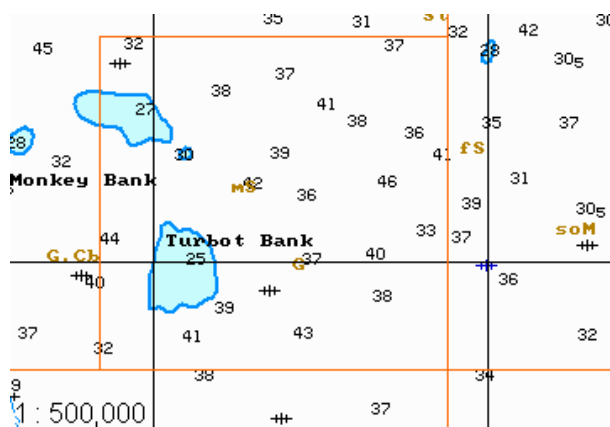 35 31 St 32 42 30
45 32 37 28 30₅
37
38 41
27 38 36 35 37
28 32 30 39 41 fS
Monkey Bank mS 42 36 46 31
39 30₅
44 Turbot Bank 33 37 soM
G.Cb 25 G 37 40
40 38 36
39
37 41 43 32
32
38 34
9 37
1 : 500,000